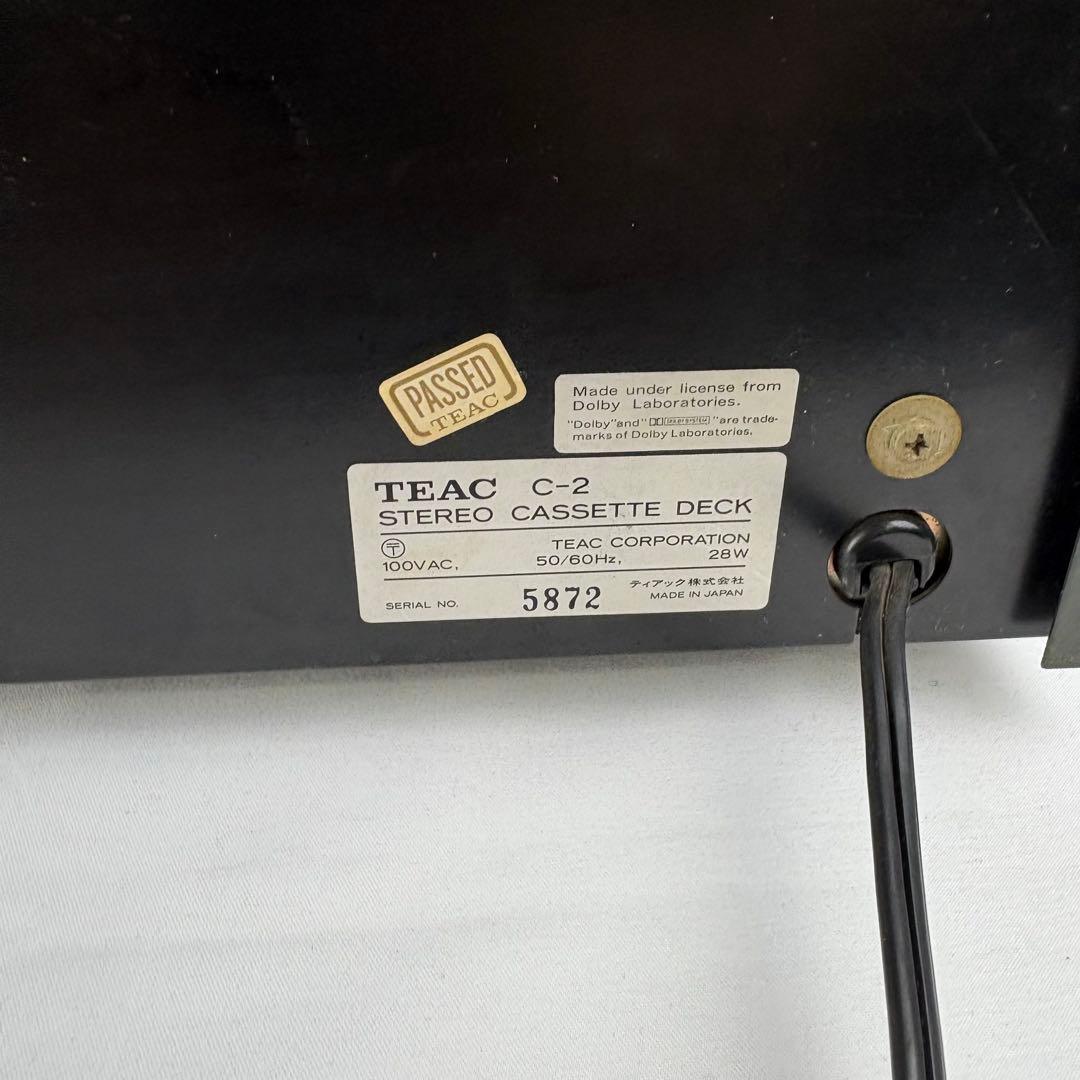 PASSED
TEAC
Made under license from
Dolby Laboratories.
"Dolby" and " DOLBY SYSTEM " are trade-
marks of Dolby Laboratories.
TEAC C-2
STEREO CASSETTE DECK
〒 TEAC CORPORATION
100VAC, 50/60Hz, 28W
ティアック株式会社
SERIAL NO. 5872 MADE IN JAPAN